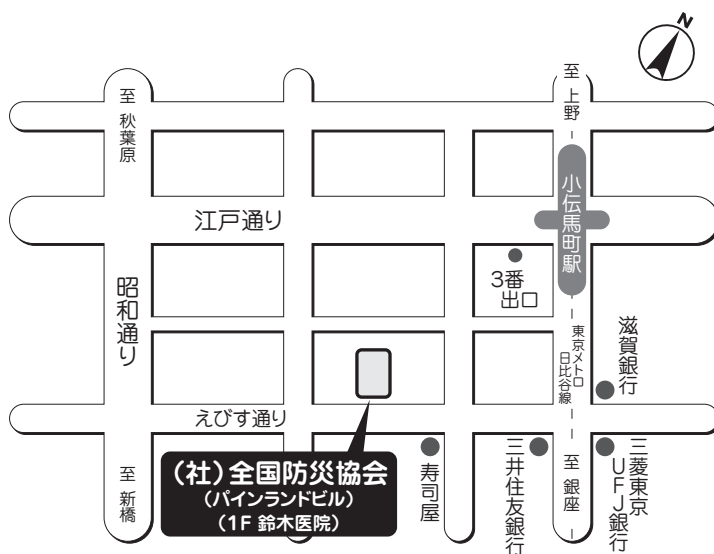 N
至 上野
至 秋葉原
小伝馬町駅
江戸通り
3番
出口
昭和通り
東京メトロ
日比谷線
滋賀銀行
えびす通り
(社)全国防災協会
(パインランドビル)
(1F 鈴木医院)
至 新橋
寿司屋
三井住友銀行
至 銀座
三菱東京
UFJ銀行